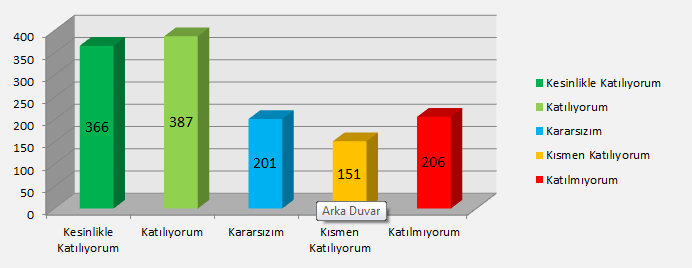 400
350
300
250
200
150
100
50
0
366
387
201
151
206
Arka Duvar
Kesinlikle
Katılıyorum
Katılıyorum
Kararsızım
Kısmen
Katılıyorum
Katılmıyorum
Kesinlikle Katılıyorum
Katılıyorum
Kararsızım
Kısmen Katılıyorum
Katılmıyorum